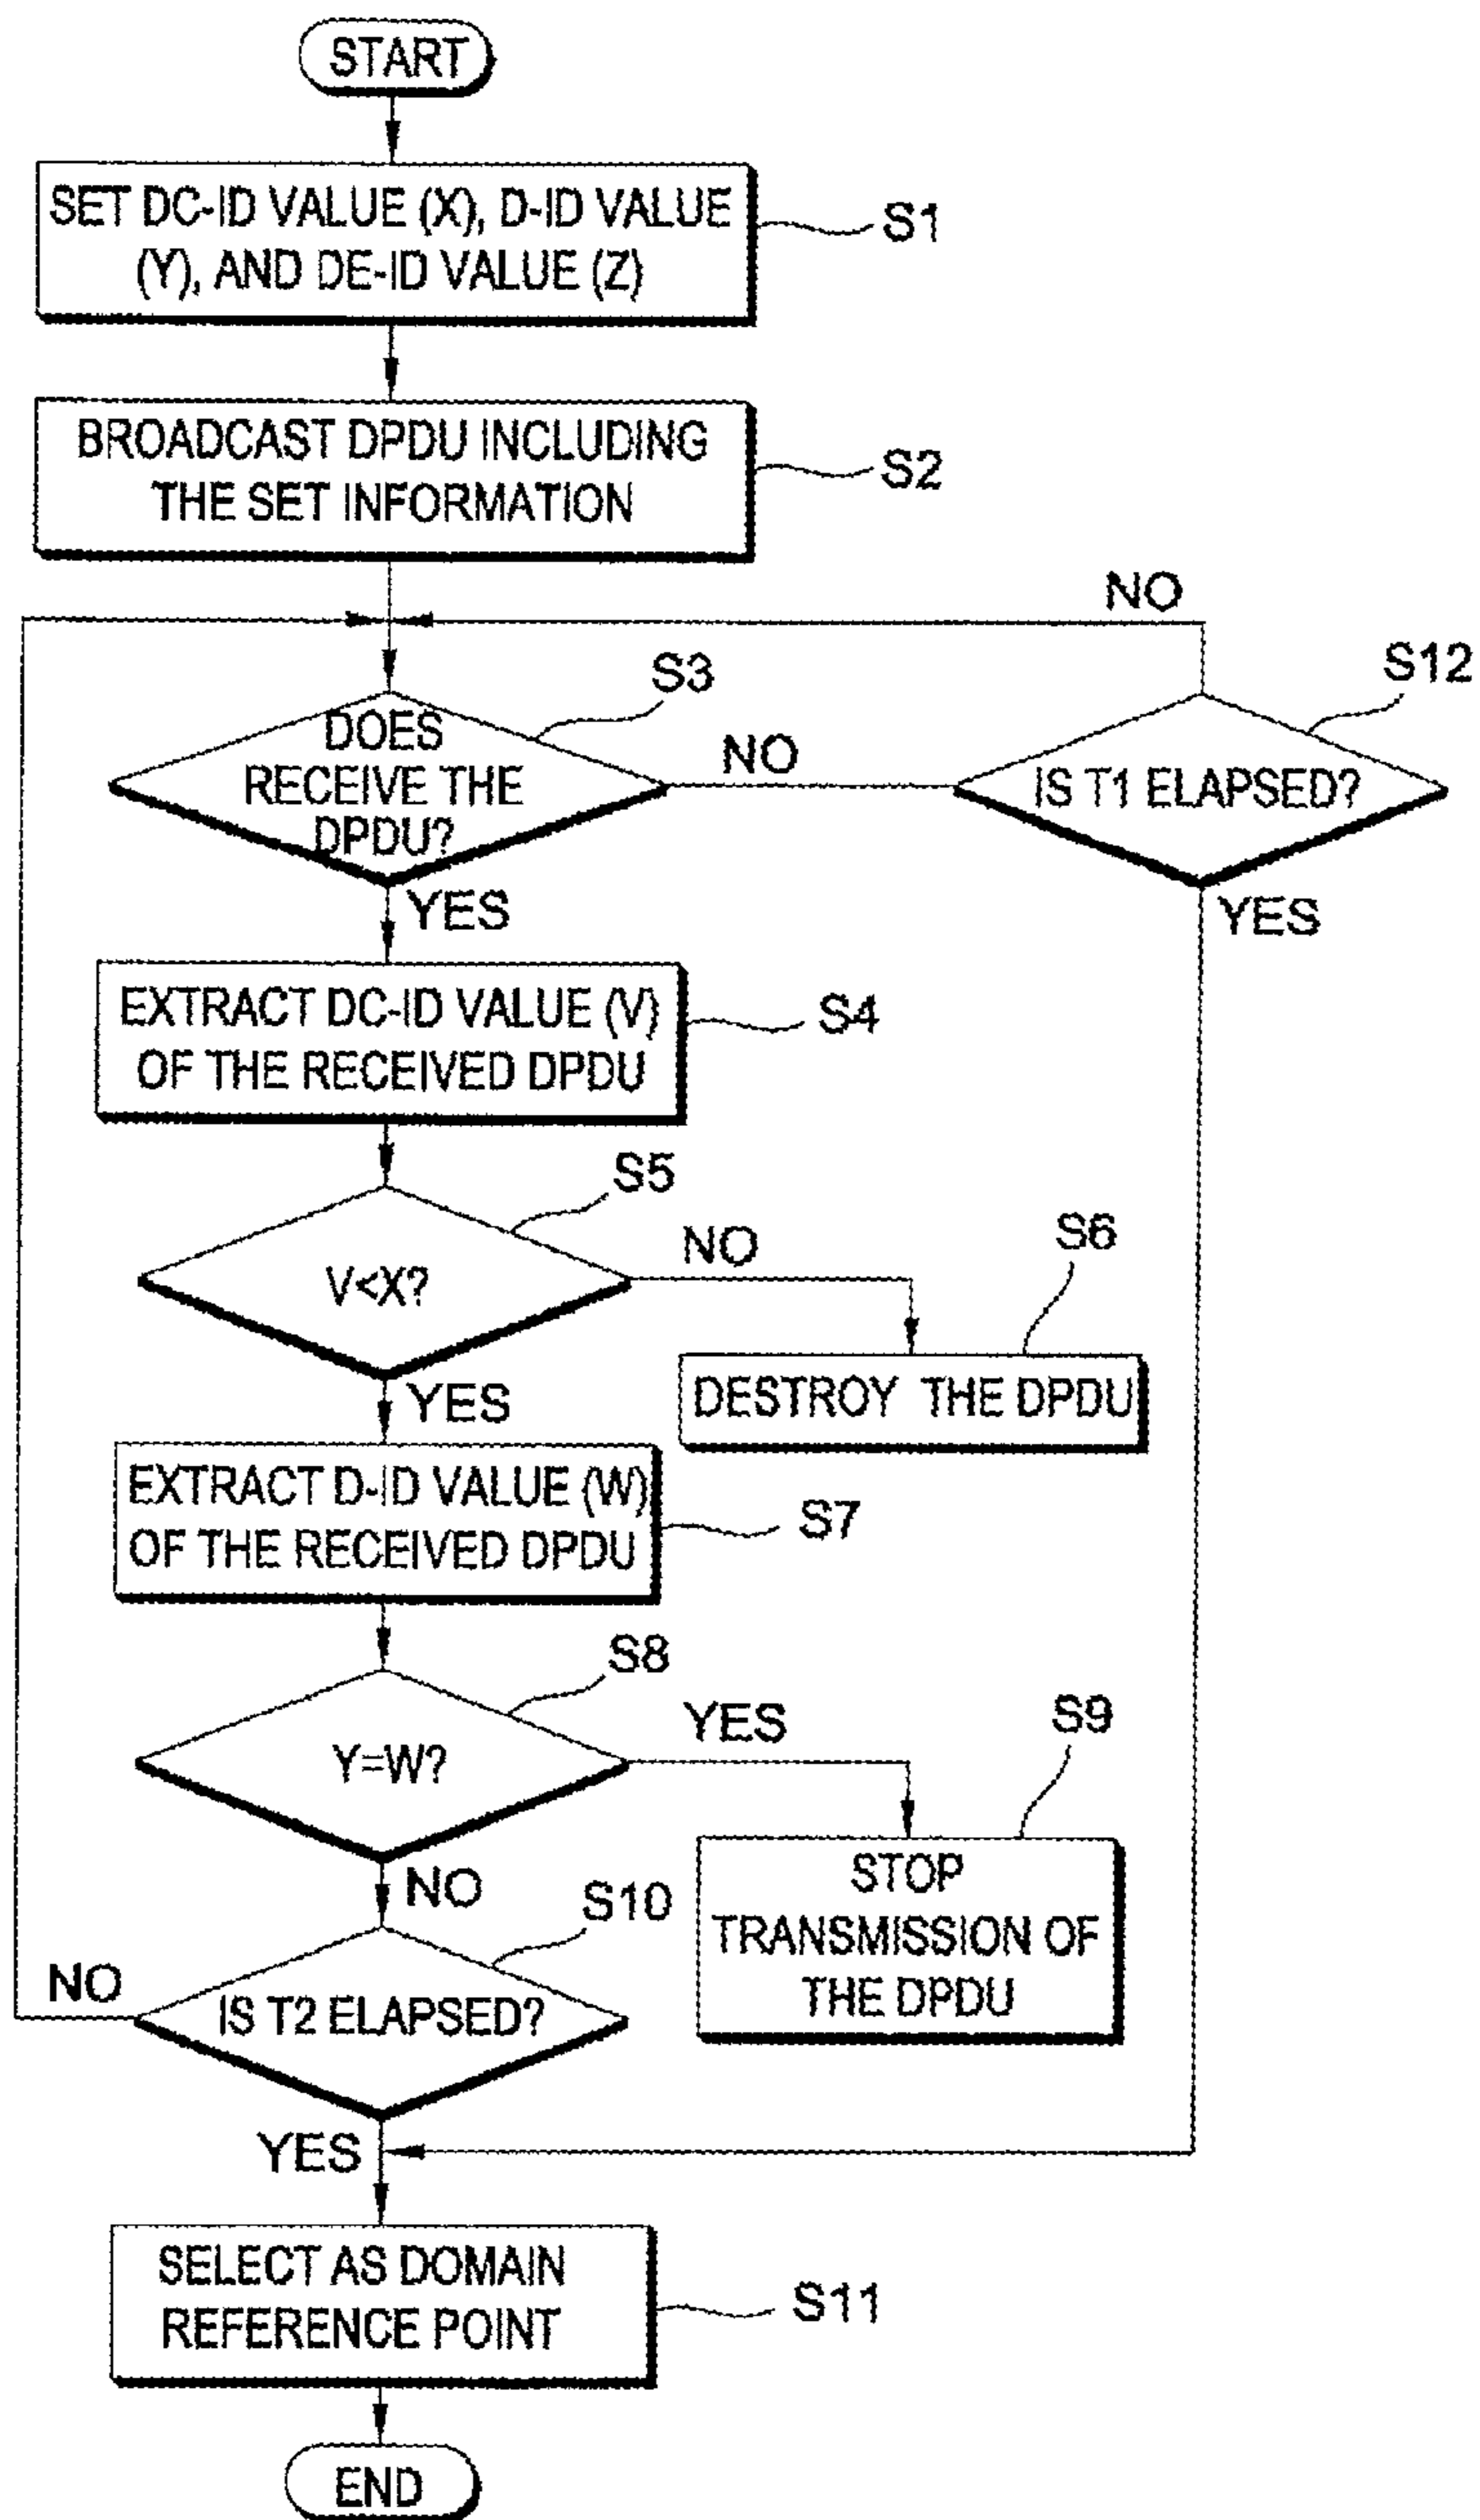 START
SET DC-ID VALUE (X), D-ID VALUE
(Y), AND DE-ID VALUE (Z)
S1
BROADCAST DPDU INCLUDING
THE SET INFORMATION
S2
NO
S3
S12
DOES
RECEIVE THE
DPDU?
NO
IS T1 ELAPSED?
YES
YES
EXTRACT DC-ID VALUE (V)
OF THE RECEIVED DPDU
S4
S5
V<X?
NO
S6
YES
DESTROY THE DPDU
EXTRACT D-ID VALUE (W)
OF THE RECEIVED DPDU
S7
S8
Y=W?
YES
S9
NO
STOP
TRANSMISSION OF
THE DPDU
S10
NO
IS T2 ELAPSED?
YES
SELECT AS DOMAIN
REFERENCE POINT
S11
END